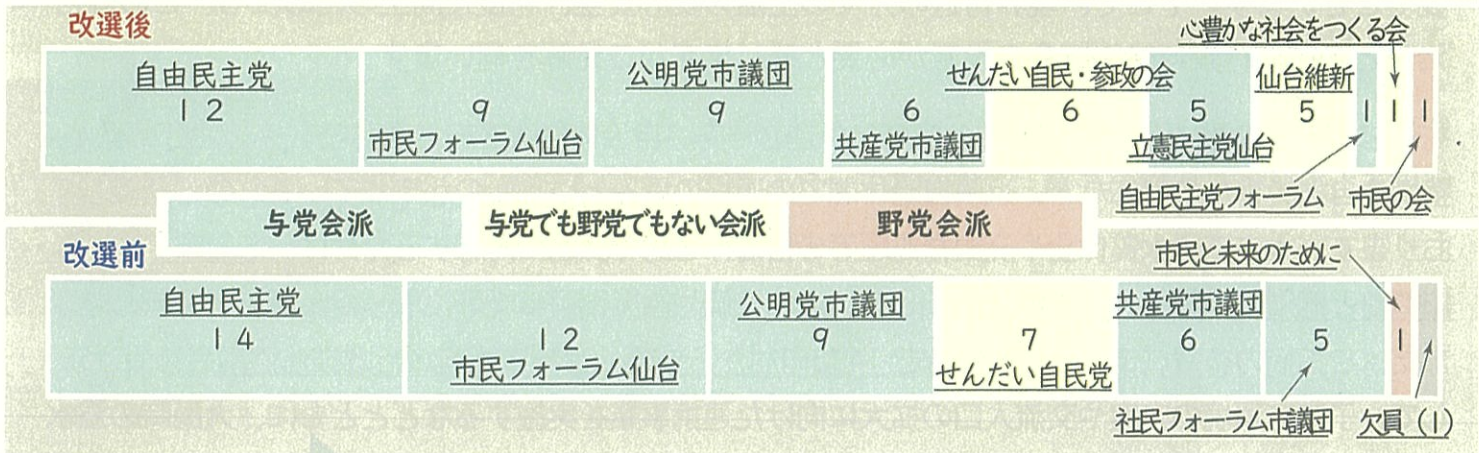 改選後
心豊かな社会をつくる会
自由民主党
12
9
市民フォーラム仙台
公明党市議団
9
6
共産党市議団
せんだい自民・参政の会
6
5
立憲民主党仙台
仙台維新
5
1
1
1
自由民主党フォーラム
市民の会
与党会派
与党でも野党でもない会派
野党会派
改選前
市民と未来のために
自由民主党
14
12
市民フォーラム仙台
公明党市議団
9
7
せんだい自民党
共産党市議団
6
5
1
社民フォーラム市議団
欠員(1)